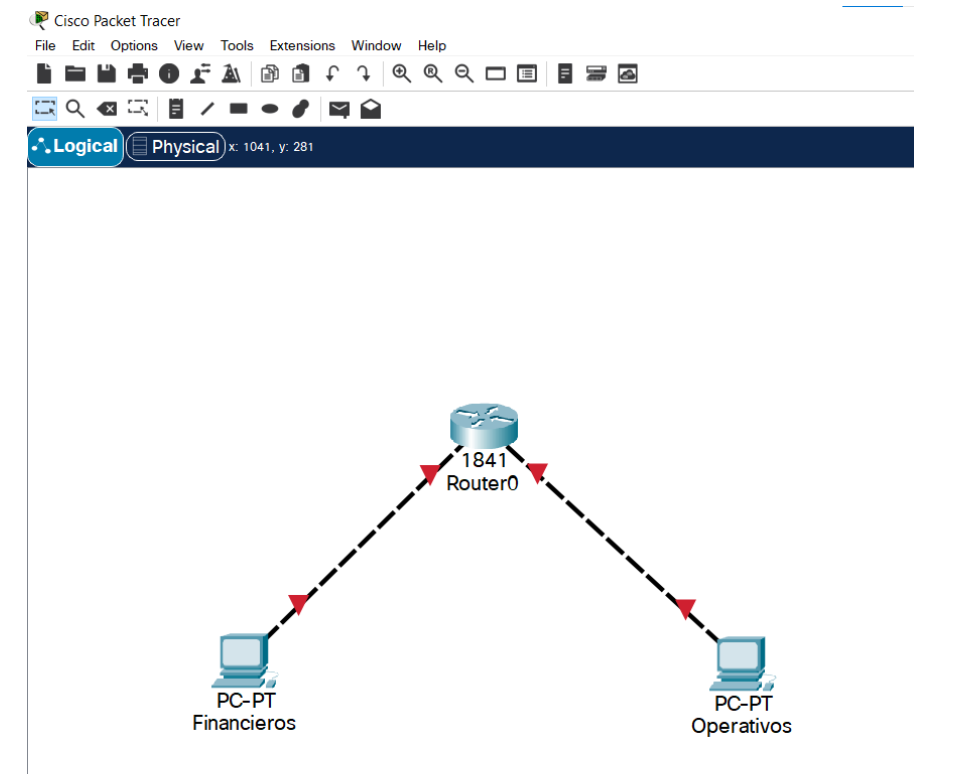 Cisco Packet Tracer
File Edit Options View Tools Extensions Window Help
Logical Physical x: 1041, y: 281
1841
Router0
PC-PT
Financieros
PC-PT
Operativos